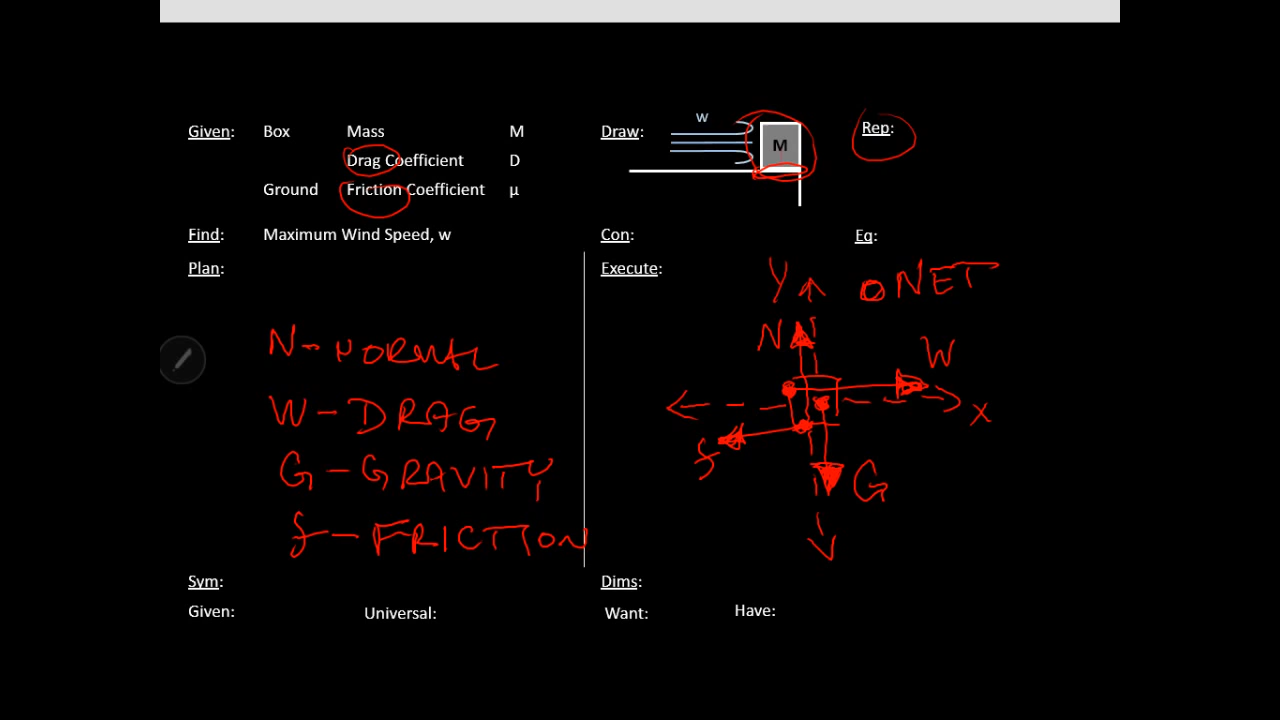 Given: Box Mass M
Drag Coefficient D
Ground Friction Coefficient μ
Draw: w
M
Rep:
Find: Maximum Wind Speed, w
Con:
Eq:
Plan:
N - NORMAL
W - DRAG
G - GRAVITY
f - FRICTION
Execute:
Y O NET
N
W
X
f
G
Sym:
Given: Universal:
Dims:
Want: Have: